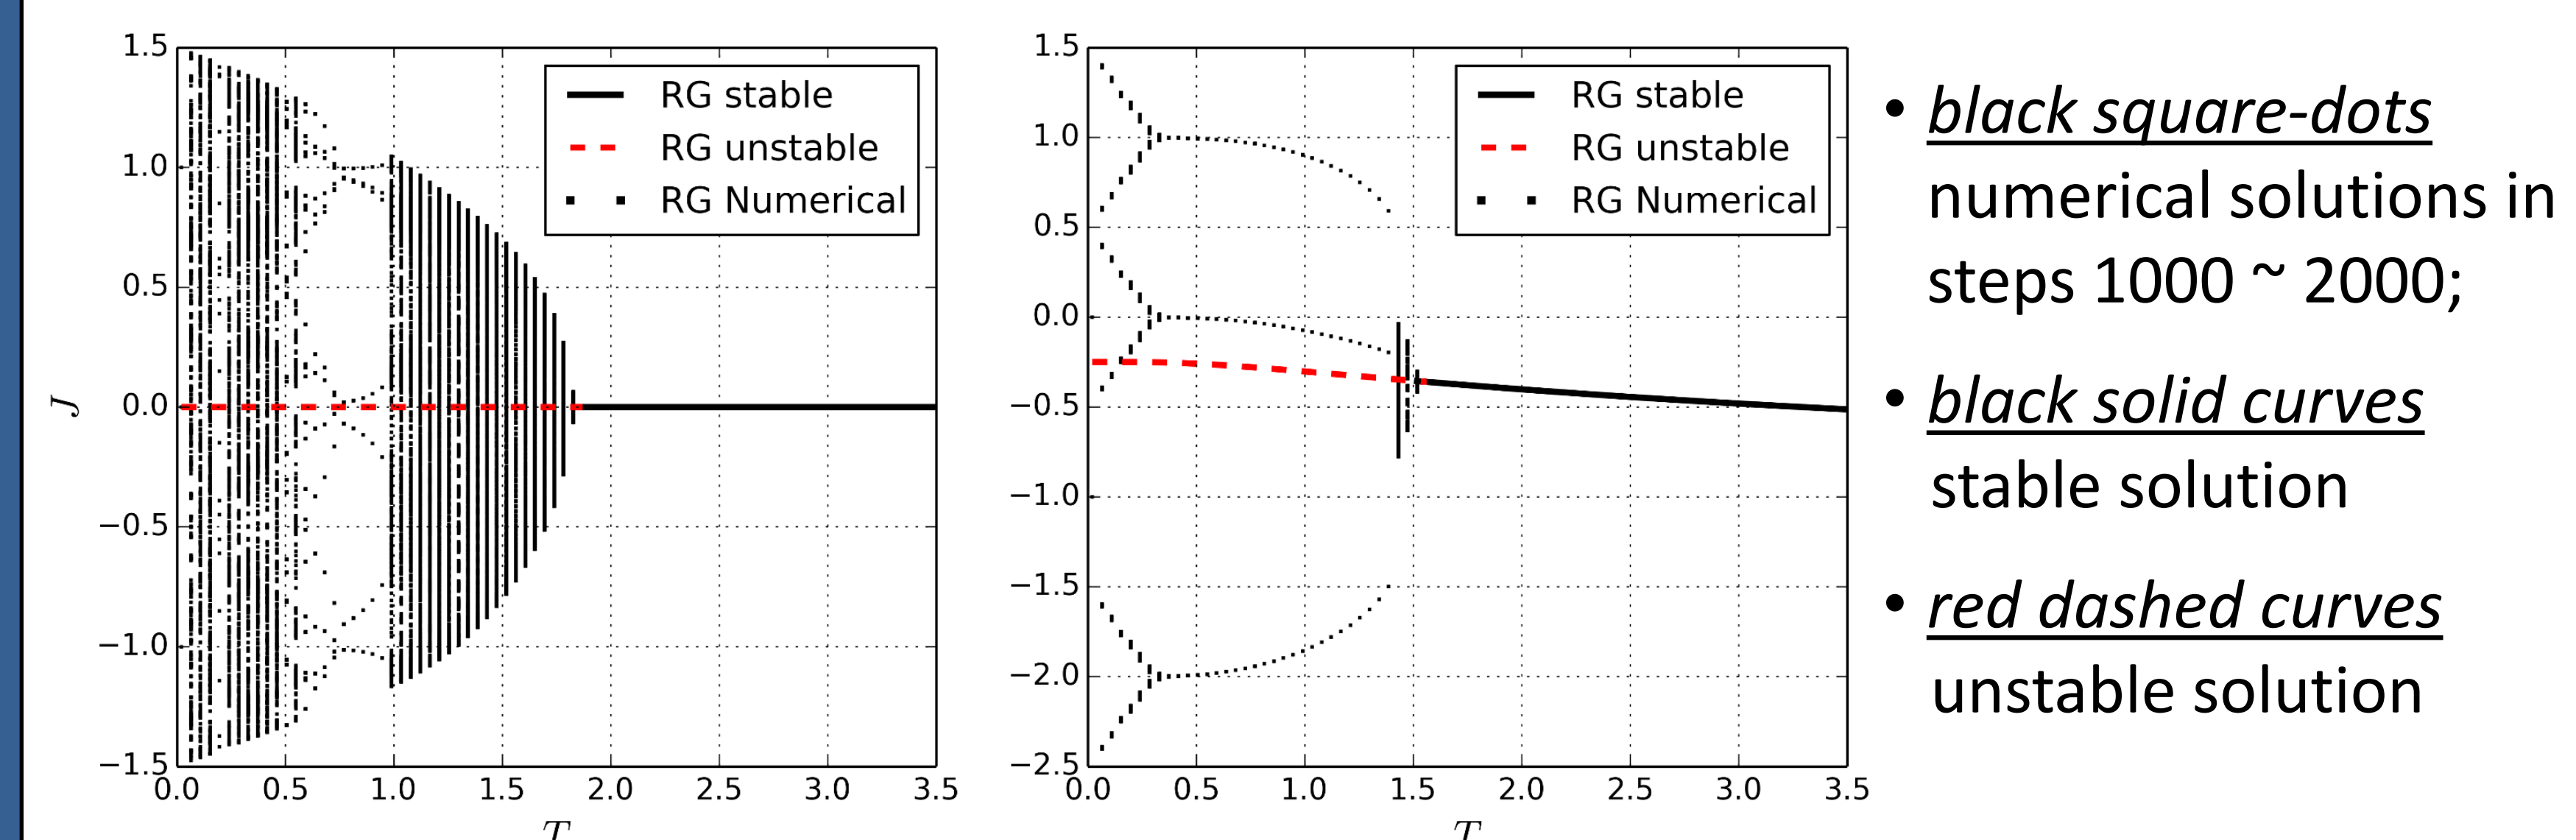 1.5
1.0
0.5
0.0
−0.5
−1.0
−1.5
J
0.0 0.5 1.0 1.5 2.0 2.5 3.0 3.5
T
RG stable
RG unstable
RG Numerical
1.5
1.0
0.5
0.0
−0.5
−1.0
−1.5
−2.0
−2.5
0.0 0.5 1.0 1.5 2.0 2.5 3.0 3.5
T
RG stable
RG unstable
RG Numerical
• black square-dots
numerical solutions in
steps 1000 ~ 2000;
• black solid curves
stable solution
• red dashed curves
unstable solution